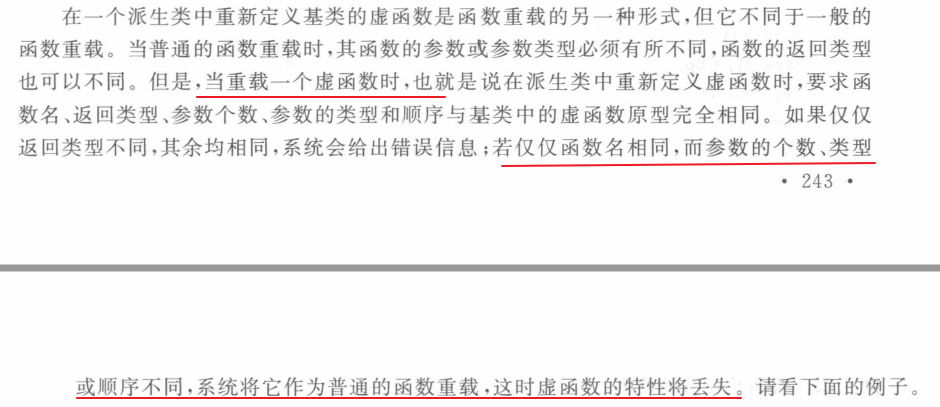 在一个派生类中重新定义基类的虚函数是函数重载的另一种形式,但它不同于一般的
函数重载。当普通的函数重载时,其函数的参数或参数类型必须有所不同,函数的返回类型
也可以不同。但是,当重载一个虚函数时,也就是说在派生类中重新定义虚函数时,要求函
数名、返回类型、参数个数、参数的类型和顺序与基类中的虚函数原型完全相同。如果仅仅
返回类型不同,其余均相同,系统会给出错误信息;若仅仅函数名相同,而参数的个数、类型
• 243 •
或顺序不同,系统将它作为普通的函数重载,这时虚函数的特性将丢失。请看下面的例子。